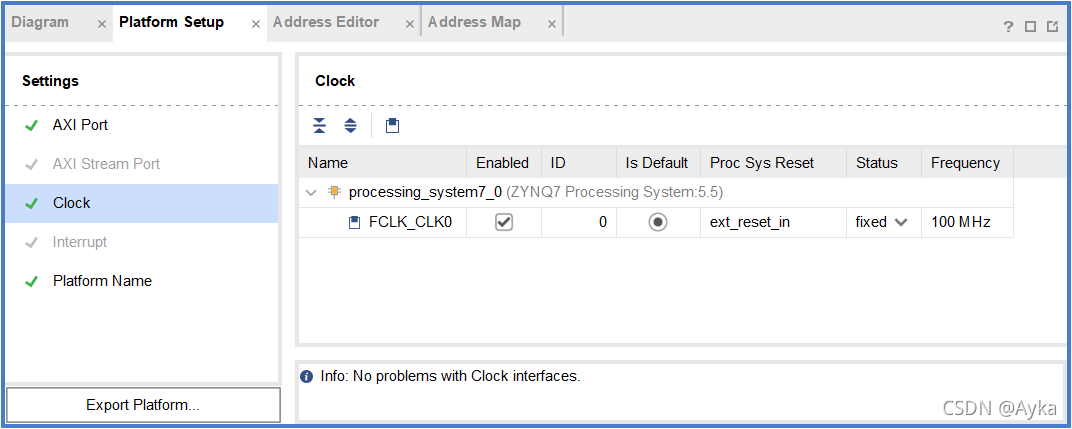 Diagram × Platform Setup × Address Editor × Address Map ×
?
Settings
AXI Port
AXI Stream Port
Clock
Interrupt
Platform Name
Export Platform...
Clock
Name Enabled ID Is Default Proc Sys Reset Status Frequency
processing_system7_0 (ZYNQ7 Processing System:5.5)
FCLK_CLK0 0 ext_reset_in fixed 100 MHz
Info: No problems with Clock interfaces.
CSDN @Ayka